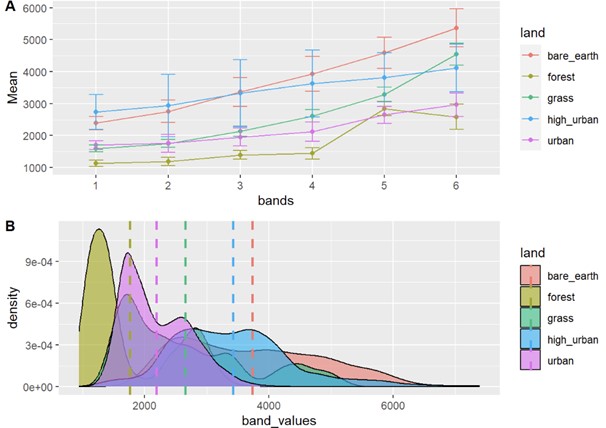 A
6000
5000
4000
3000
2000
1000
Mean
1 2 3 4 5 6
bands
land
bare_earth
forest
grass
high_urban
urban
B
9e-04
6e-04
3e-04
0e+00
density
2000 4000 6000
band_values
land
bare_earth
forest
grass
high_urban
urban